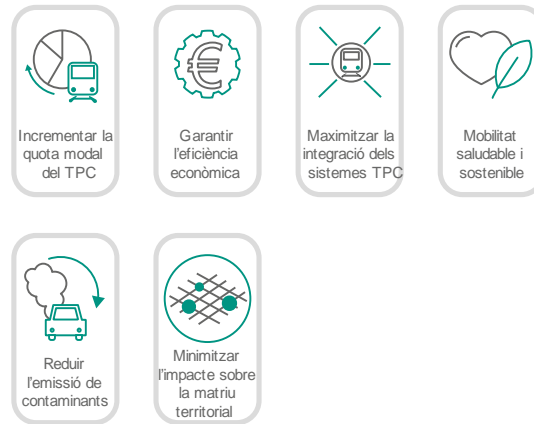 Incrementar la
quota modal
del TPC
Garantir
l'eficiència
econòmica
Maximitzar la
integració dels
sistemes TPC
Mobilitat
saludable i
sostenible
Reduir
l'emissió de
contaminants
Minimitzar
l'impacte sobre
la matriu
territorial